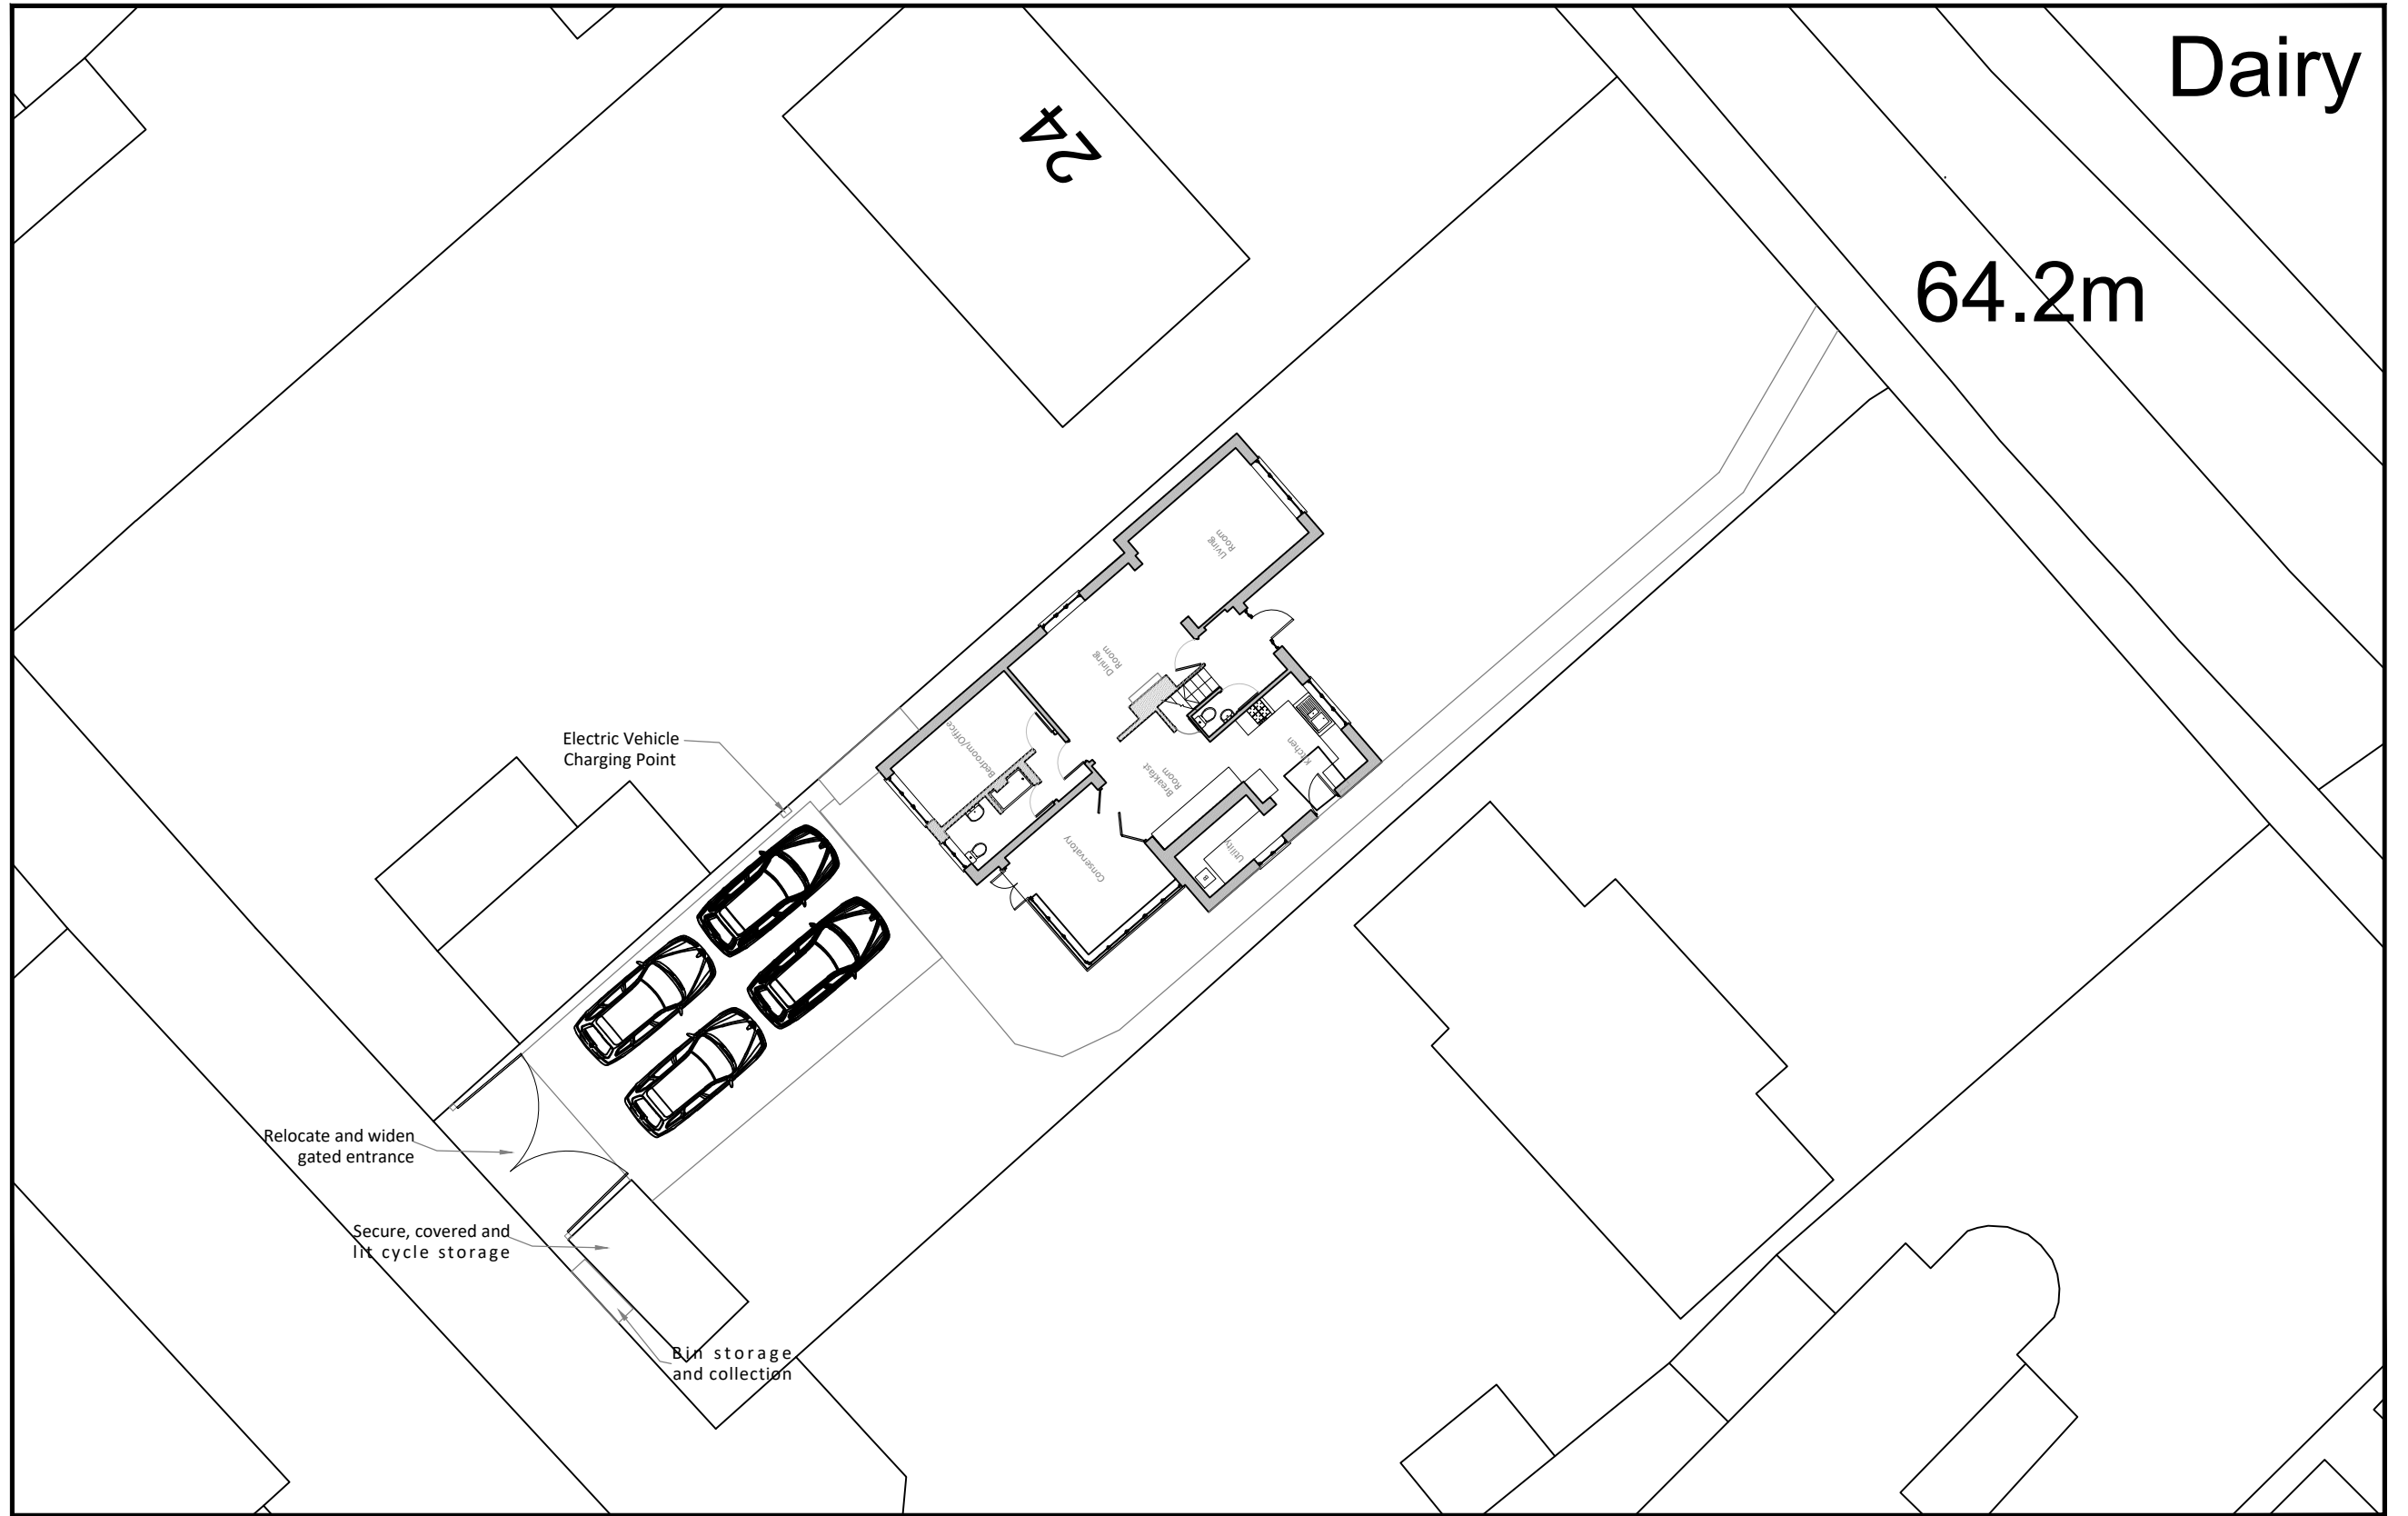 Dairy
24
64.2m
Living
Room
Dining
Room
Bedroom/Office
Electric Vehicle
Charging Point
Kitchen
Breakfast
Room
Conservatory
Utility
B
Relocate and widen
gated entrance
Secure, covered and
lit cycle storage
Bin storage
and collection